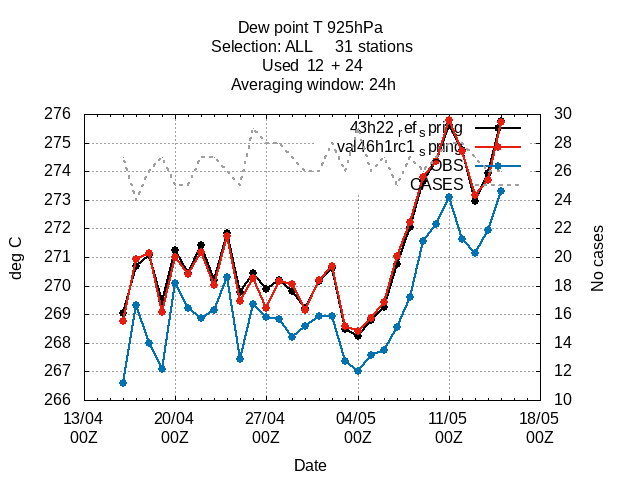 Dew point T 925hPa
Selection: ALL 31 stations
Used 12 + 24
Averaging window: 24h
276 30
43h22_ref_spring
275 28
val46h1rc1_spring
274 OBS 26
273 CASES 24
272 22
271 20
270 18
269 16
268 14
267 12
266 10
deg C
No cases
13/04 20/04 27/04 04/05 11/05 18/05
00Z 00Z 00Z 00Z 00Z 00Z
Date